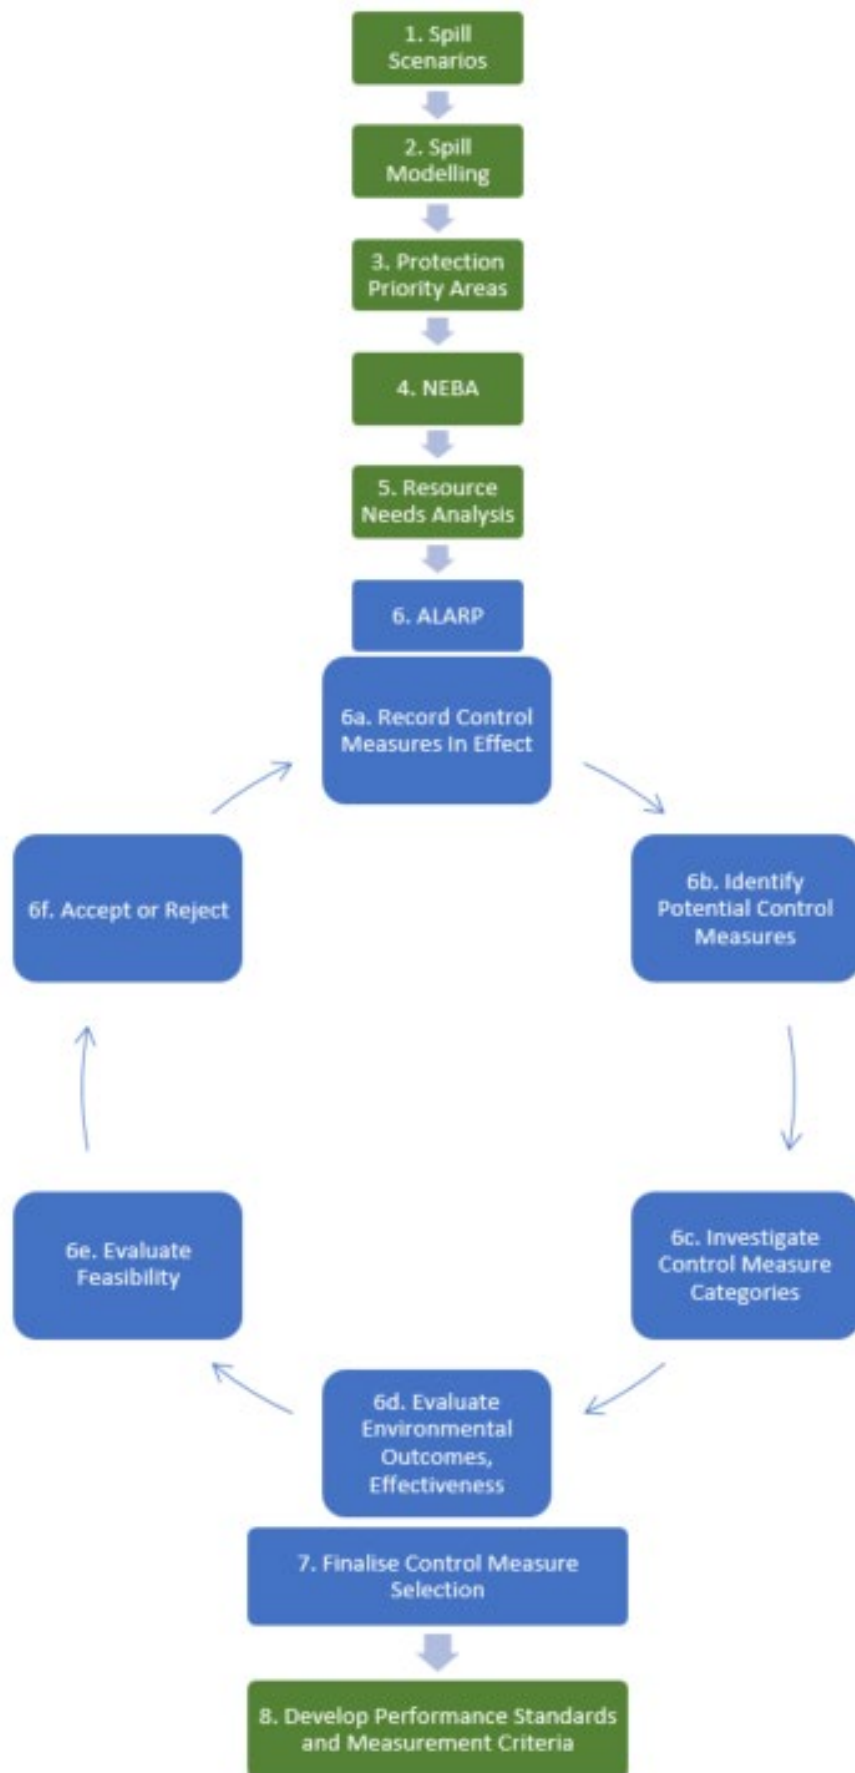 1. Spill
Scenarios
2. Spill
Modelling
3. Protection
Priority Areas
4. NEBA
5. Resource
Needs Analysis
6. ALARP
6a. Record Control
Measures In Effect
6b. Identify
Potential Control
Measures
6c. Investigate
Control Measure
Categories
6d. Evaluate
Environmental
Outcomes,
Effectiveness
6e. Evaluate
Feasibility
6f. Accept or Reject
7. Finalise Control Measure
Selection
8. Develop Performance Standards
and Measurement Criteria